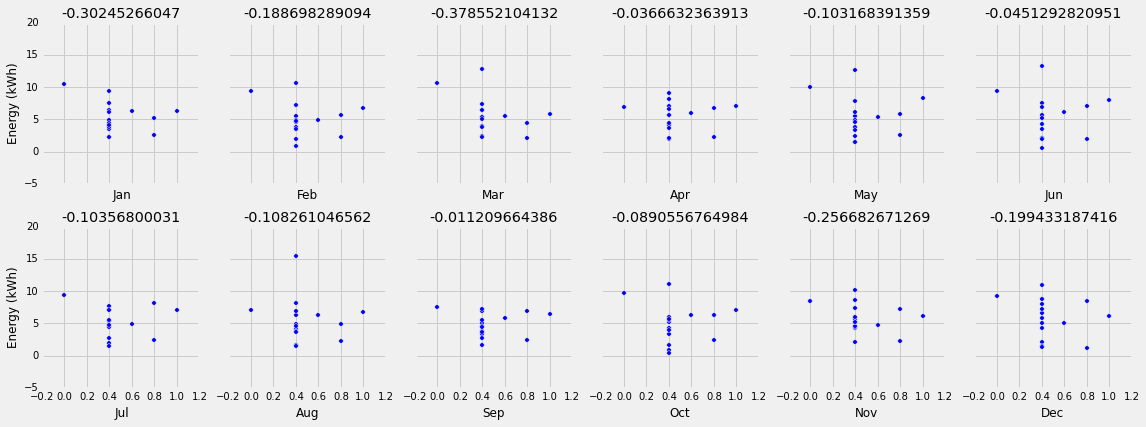 -0.30245266047 -0.188698289094 -0.378552104132 -0.0366632363913 -0.103168391359 -0.0451292820951
20
15
10
5
0
-5
Energy (kWh)
Jan Feb Mar Apr May Jun
-0.10356800031 -0.108261046562 -0.011209664386 -0.0890556764984 -0.256682671269 -0.199433187416
20
15
10
5
0
-5
Energy (kWh)
-0.2 0.0 0.2 0.4 0.6 0.8 1.0 1.2 -0.2 0.0 0.2 0.4 0.6 0.8 1.0 1.2 -0.2 0.0 0.2 0.4 0.6 0.8 1.0 1.2 -0.2 0.0 0.2 0.4 0.6 0.8 1.0 1.2 -0.2 0.0 0.2 0.4 0.6 0.8 1.0 1.2 -0.2 0.0 0.2 0.4 0.6 0.8 1.0 1.2
Jul Aug Sep Oct Nov Dec